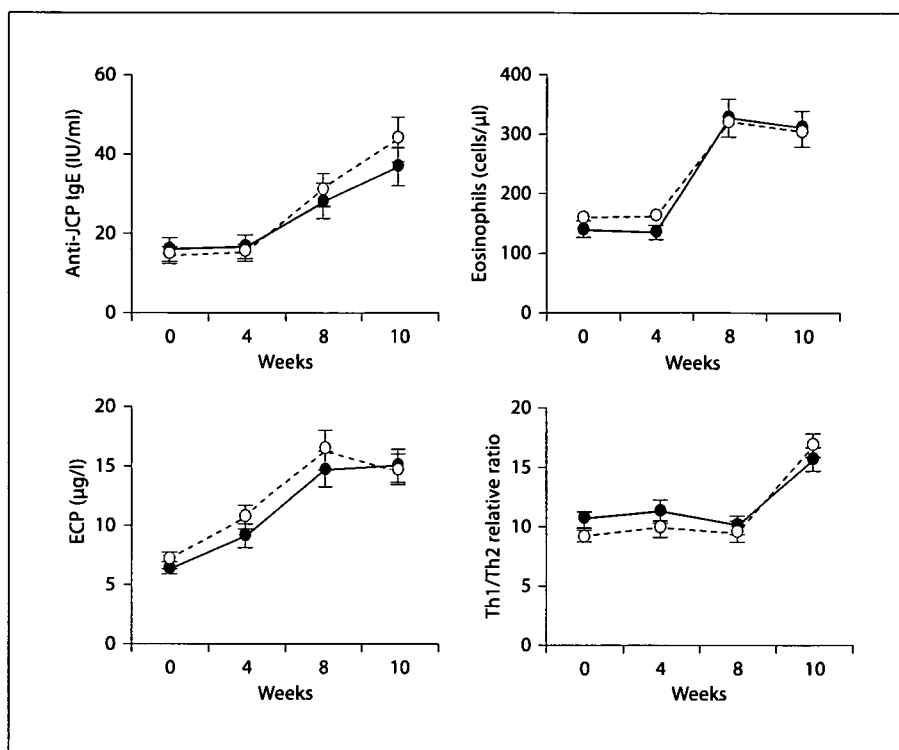 Anti-JCP IgE (IU/ml)
60
40
20
0
0 4 8 10
Weeks
Eosinophils (cells/µl)
400
300
200
100
0
0 4 8 10
Weeks
ECP (µg/l)
20
15
10
5
0
0 4 8 10
Weeks
Th1/Th2 relative ratio
20
15
10
5
0
0 4 8 10
Weeks